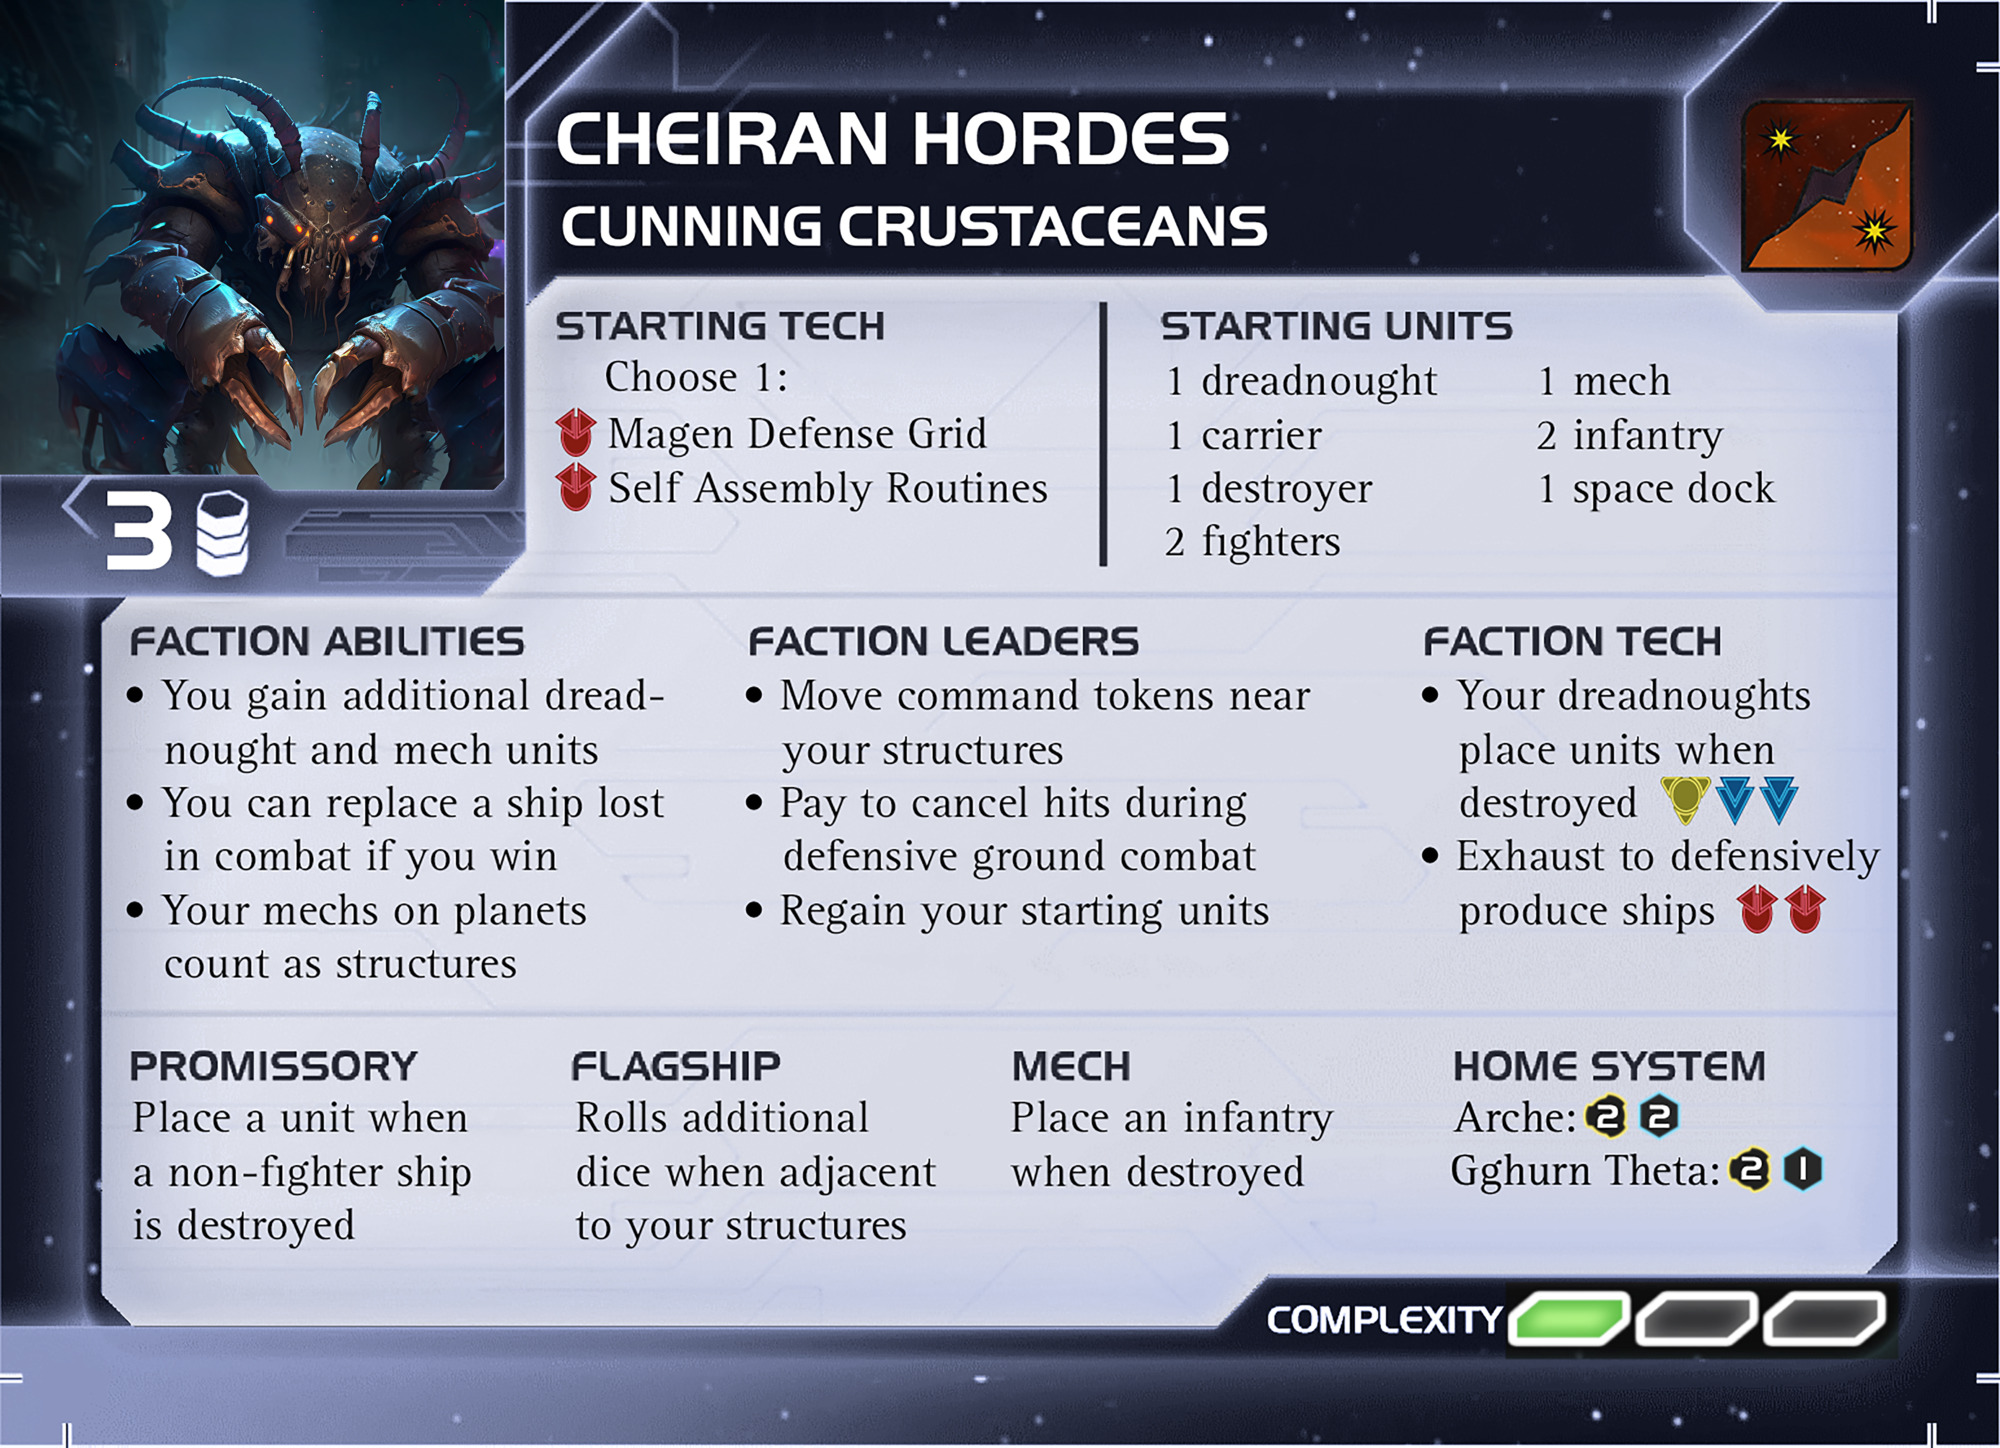 CHEIRAN HORDES
CUNNING CRUSTACEANS
3
STARTING TECH
Choose 1:
Magen Defense Grid
Self Assembly Routines
STARTING UNITS
1 dreadnought
1 carrier
1 destroyer
2 fighters
1 mech
2 infantry
1 space dock
FACTION ABILITIES
• You gain additional dread-
nought and mech units
• You can replace a ship lost
in combat if you win
• Your mechs on planets
count as structures
FACTION LEADERS
• Move command tokens near
your structures
• Pay to cancel hits during
defensive ground combat
• Regain your starting units
FACTION TECH
• Your dreadnoughts
place units when
destroyed
• Exhaust to defensively
produce ships
PROMISSORY
Place a unit when
a non-fighter ship
is destroyed
FLAGSHIP
Rolls additional
dice when adjacent
to your structures
MECH
Place an infantry
when destroyed
HOME SYSTEM
Arche: 2 2
Gghurn Theta: 2 1
COMPLEXITY